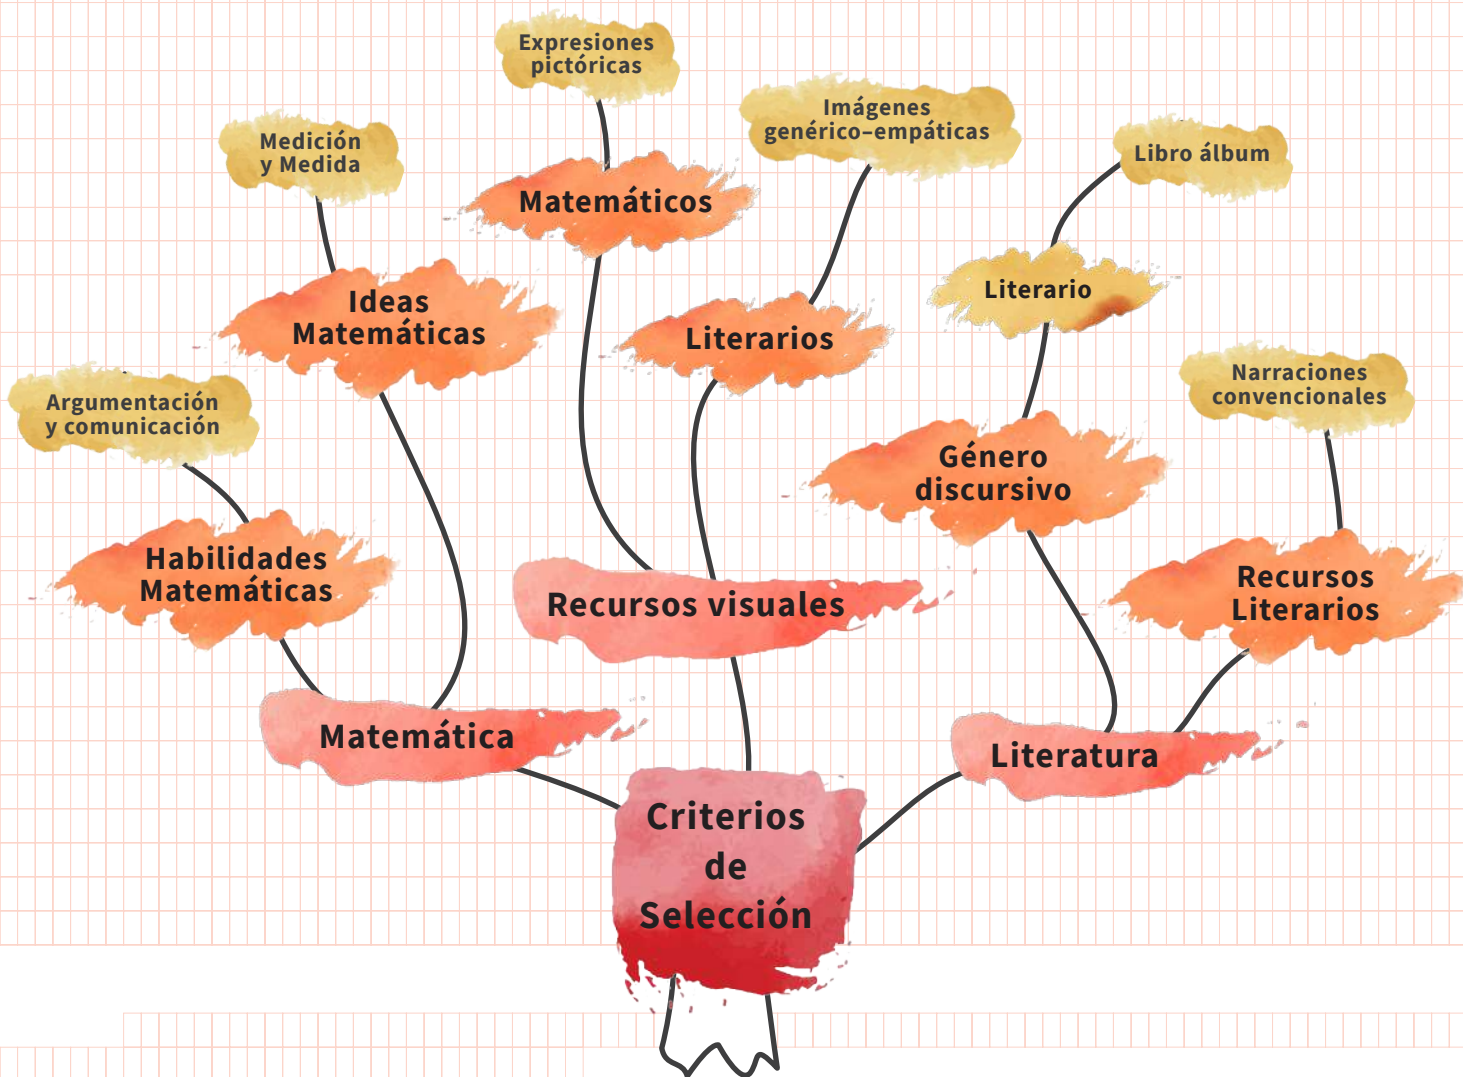 Expresiones
pictóricas
Imágenes
genérico–empáticas
Medición
y Medida
Libro álbum
Matemáticos
Ideas
Matemáticas
Literario
Literarios
Narraciones
convencionales
Argumentación
y comunicación
Género
discursivo
Habilidades
Matemáticas
Recursos
Literarios
Recursos visuales
Matemática
Literatura
Criterios
de
Selección